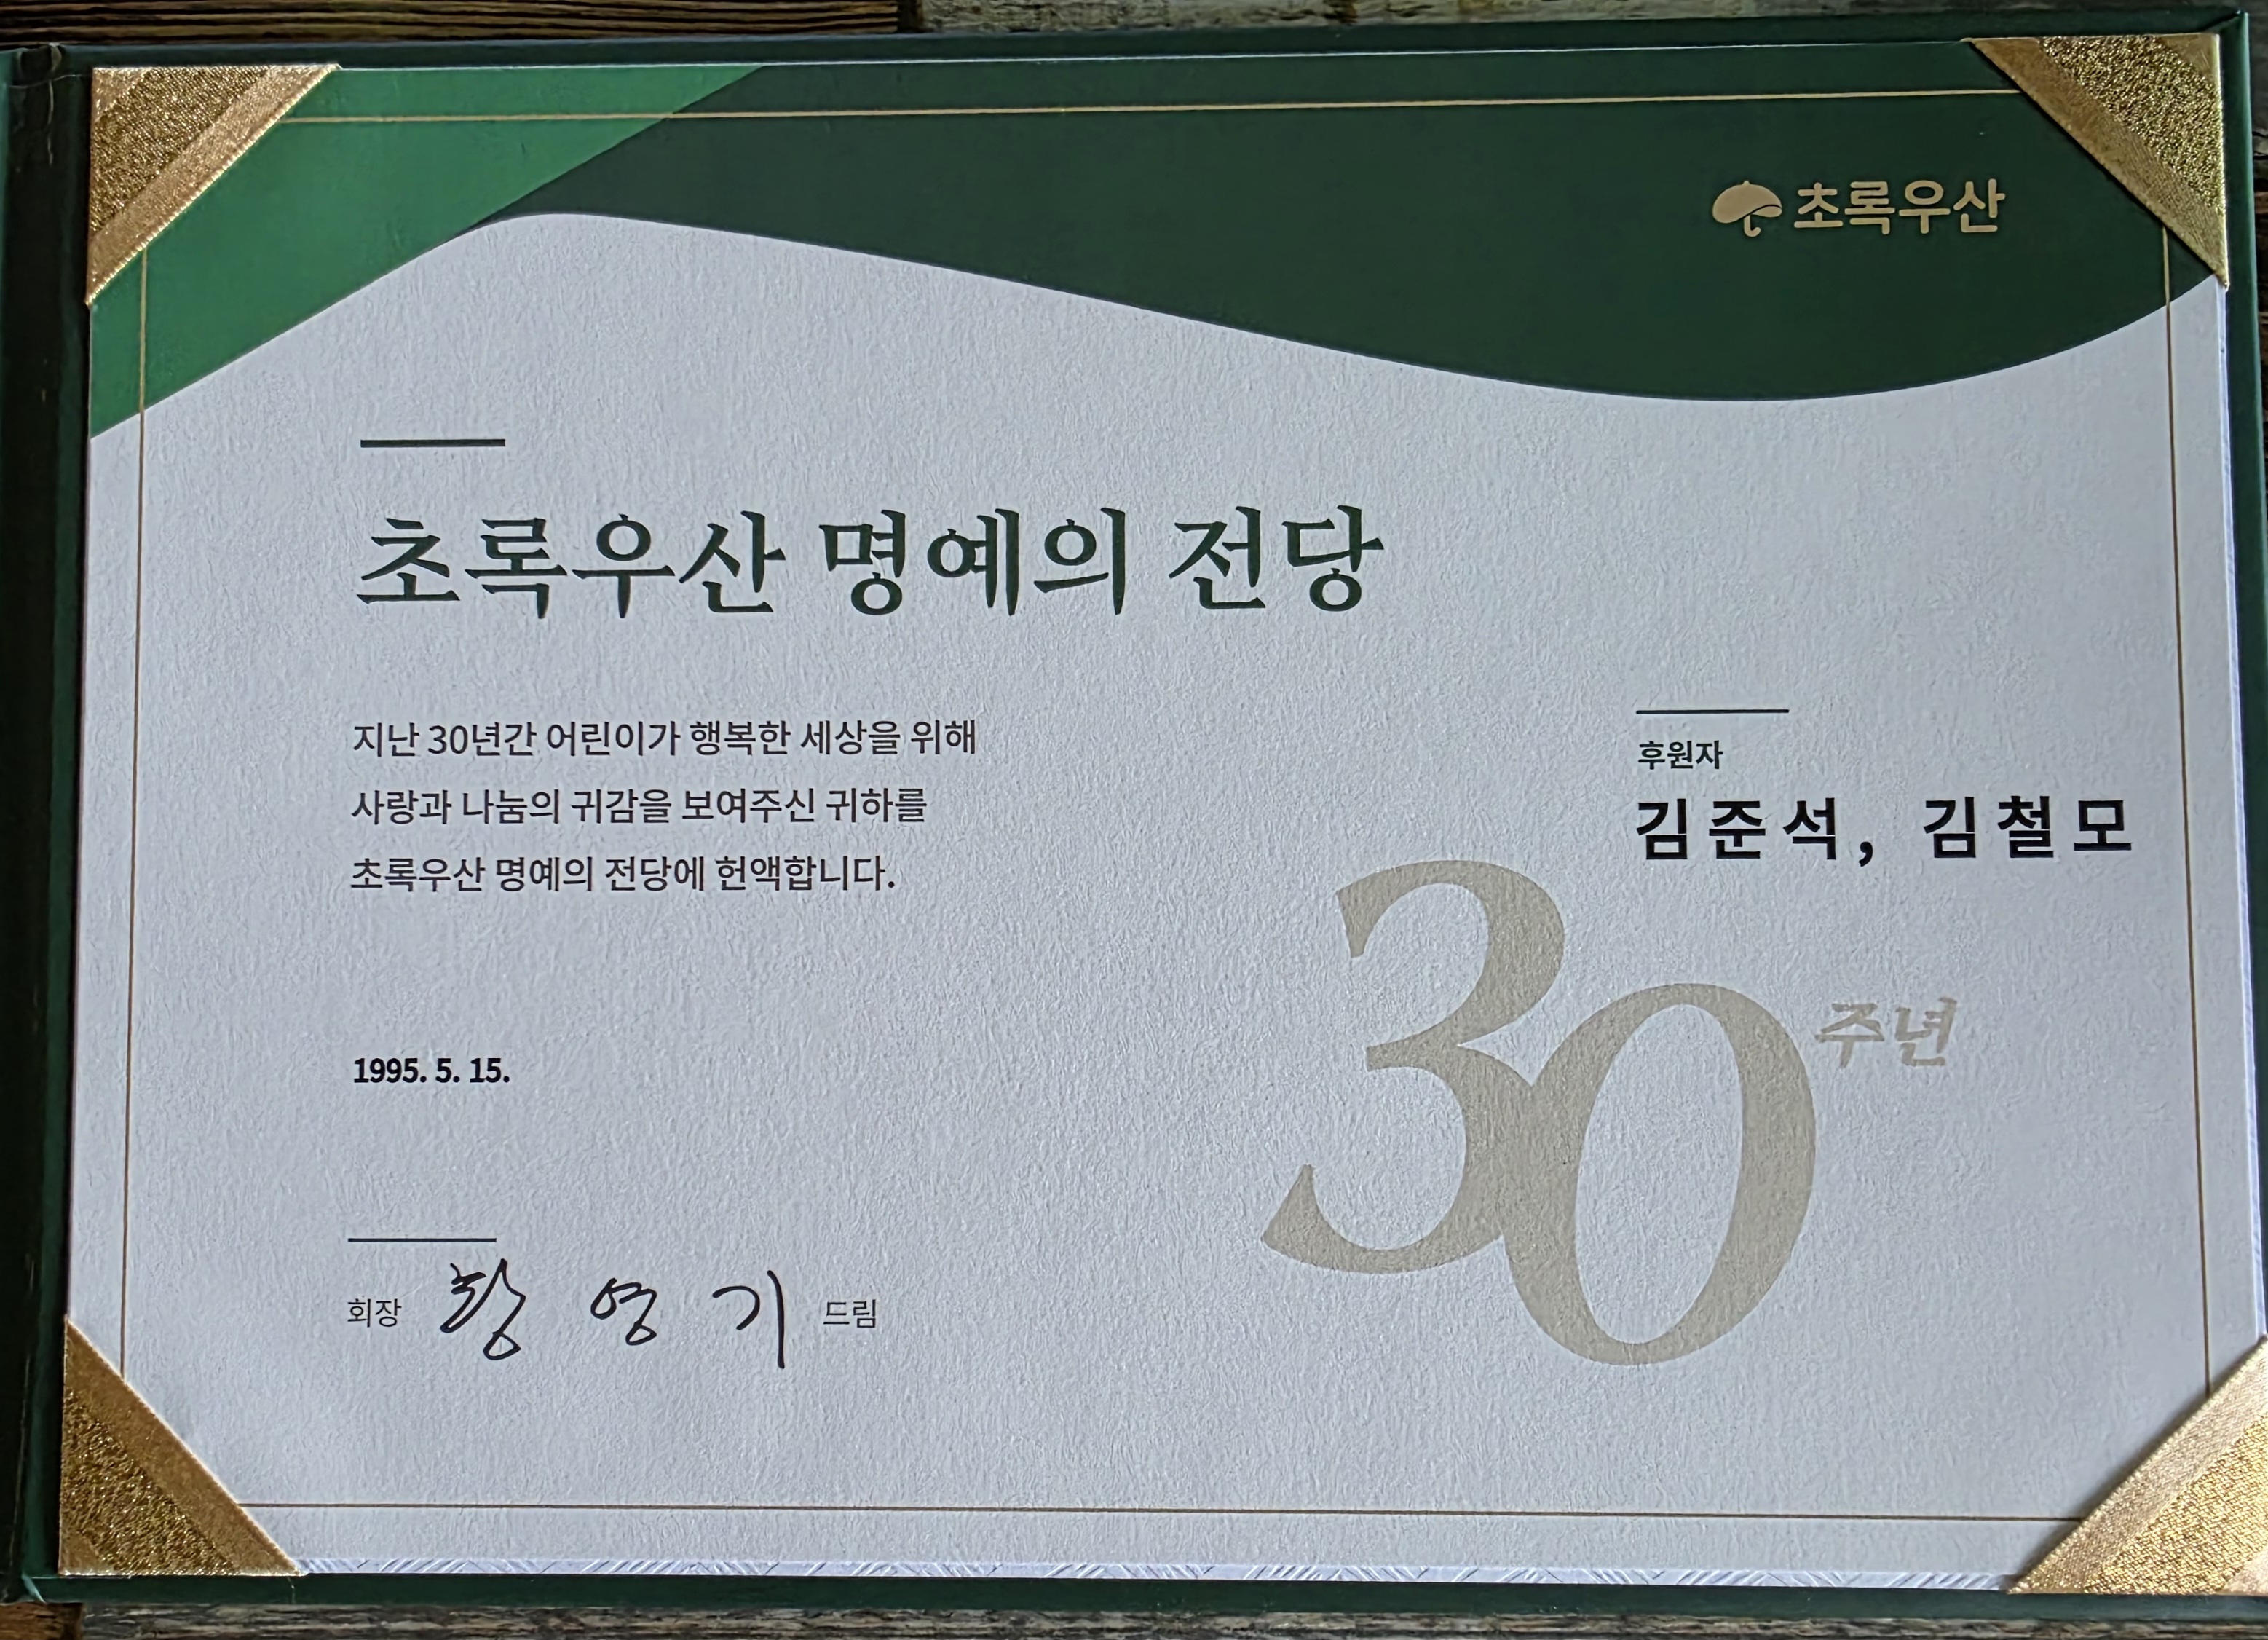 초록우산
초록우산 명예의 전당
지난 30년간 어린이가 행복한 세상을 위해
사랑과 나눔의 귀감을 보여주신 귀하를
초록우산 명예의 전당에 헌액합니다.
후원자
김준석, 김철모
30주년
1995. 5. 15.
회장 황영기 드림